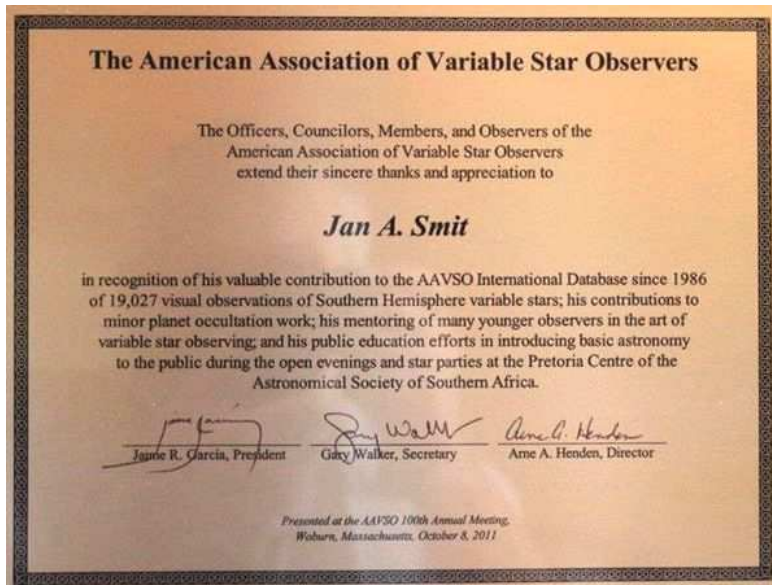 The American Association of Variable Star Observers
The Officers, Councilors, Members, and Observers of the
American Association of Variable Star Observers
extend their sincere thanks and appreciation to
Jan A. Smit
in recognition of his valuable contribution to the AAVSO International Database since 1986
of 19,027 visual observations of Southern Hemisphere variable stars; his contributions to
minor planet occultation work; his mentoring of many younger observers in the art of
variable star observing; and his public education efforts in introducing basic astronomy
to the public during the open evenings and star parties at the Pretoria Centre of the
Astronomical Society of Southern Africa.
Gary Walker Arne A. Henden
Jaime R. García, President Gary Walker, Secretary Arne A. Henden, Director
Presented at the AAVSO 100th Annual Meeting,
Woburn, Massachusetts, October 8, 2011